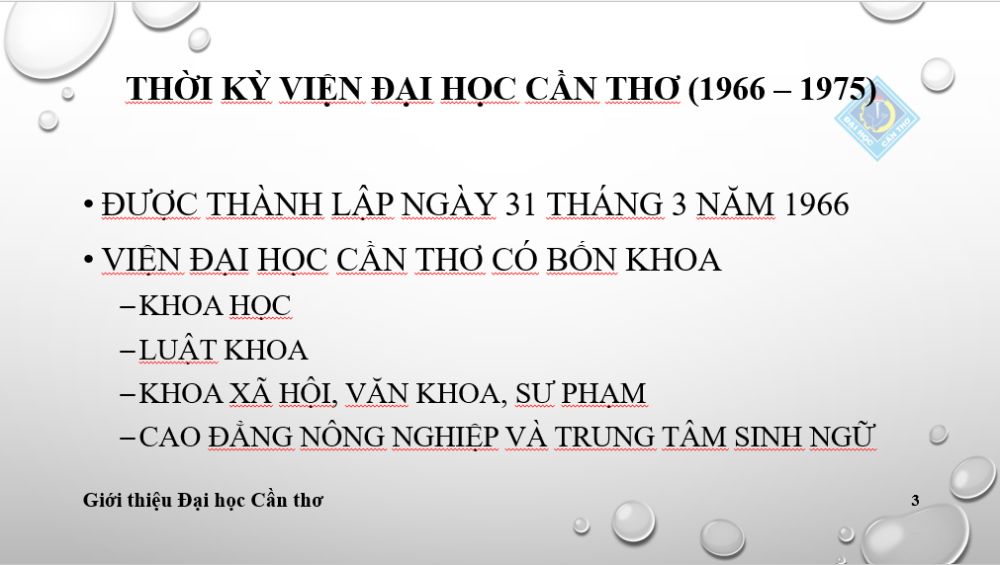 THỜI KỲ VIỆN ĐẠI HỌC CẦN THƠ (1966 – 1975)
ĐẠI HỌC CẦN THƠ
• ĐƯỢC THÀNH LẬP NGÀY 31 THÁNG 3 NĂM 1966
• VIỆN ĐẠI HỌC CẦN THƠ CÓ BỐN KHOA
–KHOA HỌC
–LUẬT KHOA
–KHOA XÃ HỘI, VĂN KHOA, SƯ PHẠM
–CAO ĐẲNG NÔNG NGHIỆP VÀ TRUNG TÂM SINH NGỮ
Giới thiệu Đại học Cần thơ
3